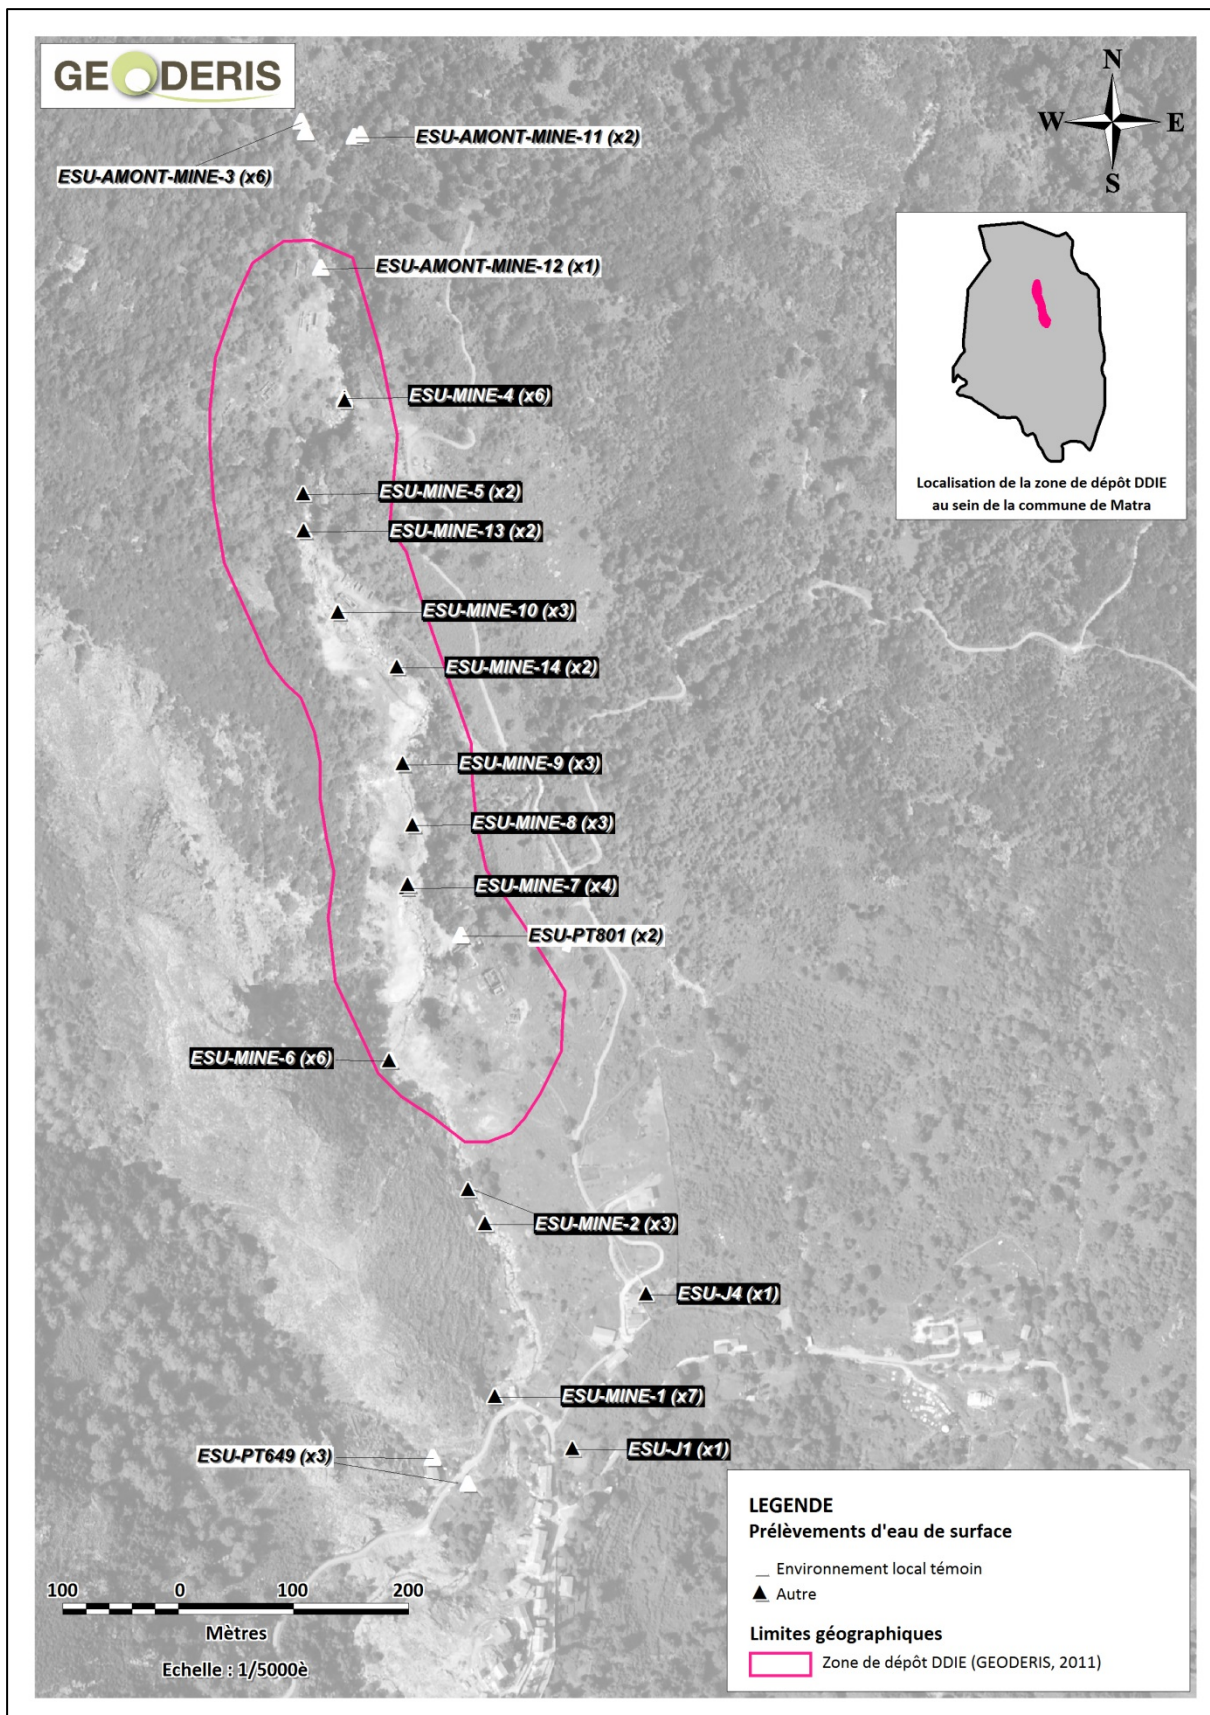 GEODERIS
N
W E
S
ESU-AMONT-MINE-11 (x2)
ESU-AMONT-MINE-3 (x6)
ESU-AMONT-MINE-12 (x1)
Localisation de la zone de dépôt DDIE
au sein de la commune de Matra
ESU-MINE-4 (x6)
ESU-MINE-5 (x2)
ESU-MINE-13 (x2)
ESU-MINE-10 (x3)
ESU-MINE-14 (x2)
ESU-MINE-9 (x3)
ESU-MINE-8 (x3)
ESU-MINE-7 (x4)
ESU-PT801 (x2)
ESU-MINE-6 (x6)
ESU-MINE-2 (x3)
ESU-J4 (x1)
ESU-MINE-1 (x7)
ESU-J1 (x1)
ESU-PT649 (x3)
LEGENDE
Prélèvements d'eau de surface
Environnement local témoin
Autre
Limites géographiques
Zone de dépôt DDIE (GEODERIS, 2011)
100 0 100 200
Mètres
Echelle : 1/5000è